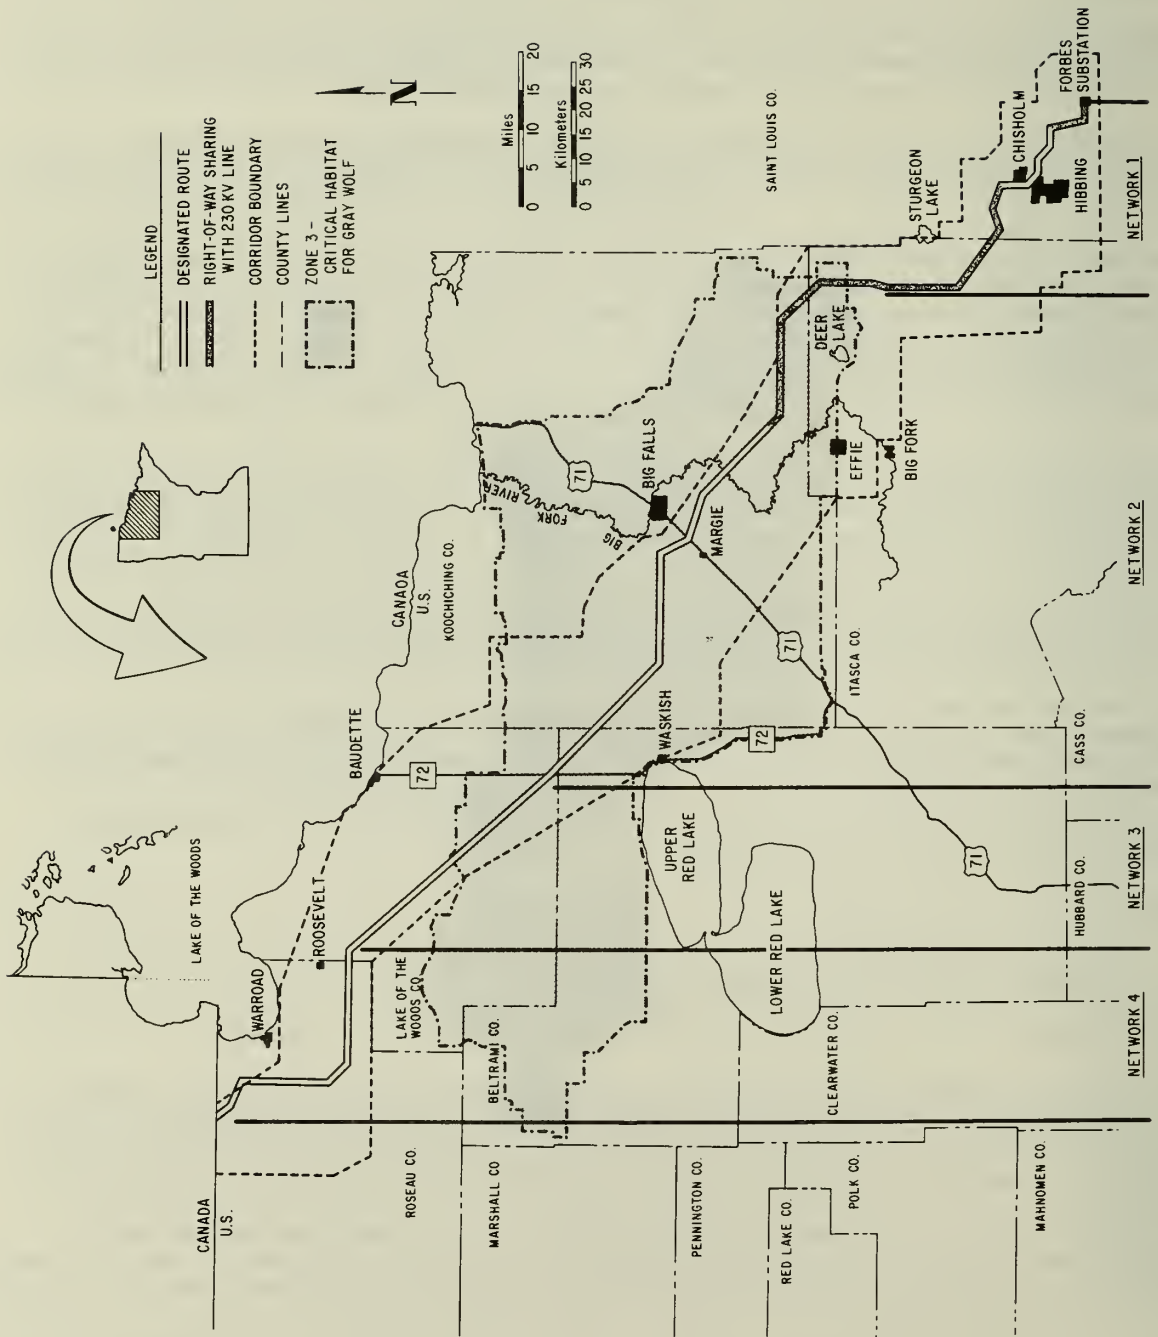 LEGEND
DESIGNATED ROUTE
RIGHT-OF-WAY SHARING
WITH 230 KV LINE
CORRIDOR BOUNDARY
COUNTY LINES
ZONE 3 -
CRITICAL HABITAT
FOR GRAY WOLF
N
Miles
0 5 10 15 20
Kilometers
0 5 10 15 20 25 30
LAKE OF THE WOODS
WARROAD
ROOSEVELT
BAUDETTE
CANADA
U.S.
CANAOA
U.S.
KOOCHICHING CO.
72
71
BIG FORK RIVER
BIG FALLS
MARGIE
LAKE OF THE
WOODS CO.
ROSEAU CO.
BELTRAMI CO.
MARSHALL CO
UPPER
RED LAKE
WASKISH
72
71
LOWER RED LAKE
DEER
LAKE
EFFIE
BIG FORK
ITASCA CO.
SAINT LOUIS CO.
STURGEON
LAKE
CHISHOLM
HIBBING
FORBES
SUBSTATION
PENNINGTON CO.
RED LAKE CO.
POLK CO.
CLEARWATER CO.
MAHNOMEN CO.
71
HUBBARD CO.
CASS CO.
NETWORK 4
NETWORK 3
NETWORK 2
NETWORK 1